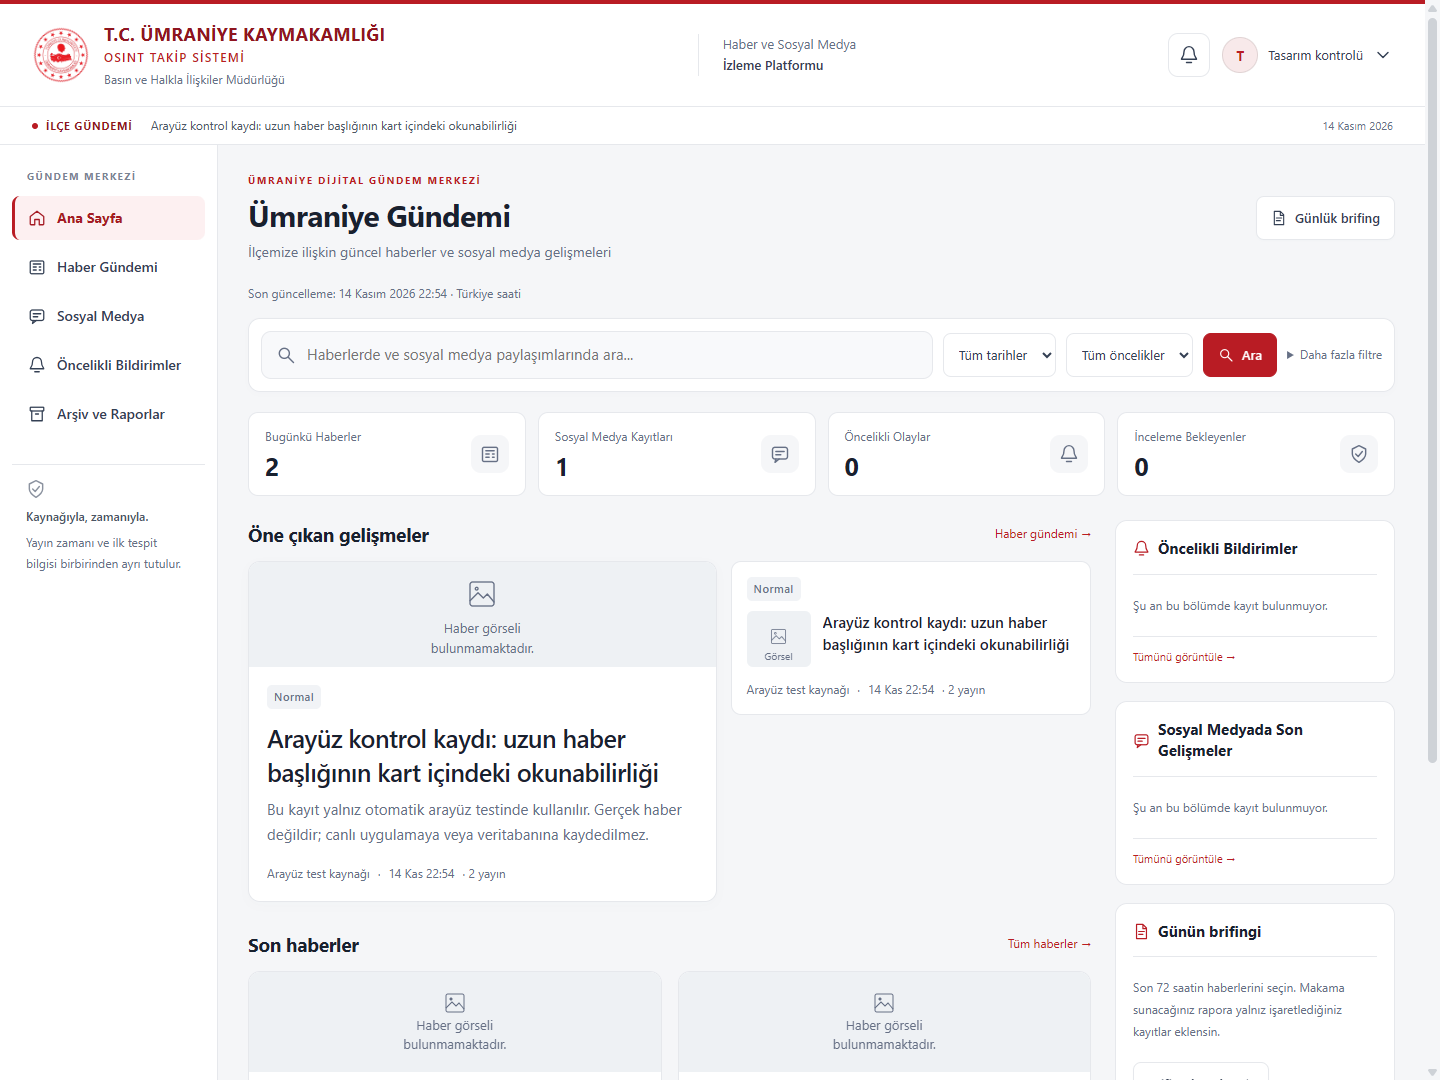 T.C. ÜMRANİYE KAYMAKAMLIĞI
OSINT TAKİP SİSTEMİ
Basın ve Halkla İlişkiler Müdürlüğü
Haber ve Sosyal Medya
İzleme Platformu
T
Tasarım kontrolü
İLÇE GÜNDEMİ
Arayüz kontrol kaydı: uzun haber başlığının kart içindeki okunabilirliği
14 Kasım 2026
GÜNDEM MERKEZİ
Ana Sayfa
Haber Gündemi
Sosyal Medya
Öncelikli Bildirimler
Arşiv ve Raporlar
Kaynağıyla, zamanıyla.
Yayın zamanı ve ilk tespit
bilgisi birbirinden ayrı tutulur.
ÜMRANİYE DİJİTAL GÜNDEM MERKEZİ
Ümraniye Gündemi
İlçemize ilişkin güncel haberler ve sosyal medya gelişmeleri
Günlük brifing
Son güncelleme: 14 Kasım 2026 22:54 · Türkiye saati
Haberlerde ve sosyal medya paylaşımlarında ara...
Tüm tarihler
Tüm öncelikler
Ara
Daha fazla filtre
Bugünkü Haberler
2
Sosyal Medya Kayıtları
1
Öncelikli Olaylar
0
İnceleme Bekleyenler
0
Öne çıkan gelişmeler
Haber gündemi →
Haber görseli
bulunmamaktadır.
Normal
Arayüz kontrol kaydı: uzun haber
başlığının kart içindeki okunabilirliği
Bu kayıt yalnız otomatik arayüz testinde kullanılır. Gerçek haber
değildir; canlı uygulamaya veya veritabanına kaydedilmez.
Arayüz test kaynağı · 14 Kas 22:54 · 2 yayın
Normal
Görsel
Arayüz kontrol kaydı: uzun haber
başlığının kart içindeki okunabilirliği
Arayüz test kaynağı · 14 Kas 22:54 · 2 yayın
Öncelikli Bildirimler
Şu an bu bölümde kayıt bulunmuyor.
Tümünü görüntüle →
Sosyal Medyada Son
Gelişmeler
Şu an bu bölümde kayıt bulunmuyor.
Tümünü görüntüle →
Günün brifingi
Son 72 saatin haberlerini seçin. Makama
sunacağınız rapora yalnız işaretlediğiniz
kayıtlar eklensin.
Son haberler
Tüm haberler →
Haber görseli
bulunmamaktadır.
Haber görseli
bulunmamaktadır.